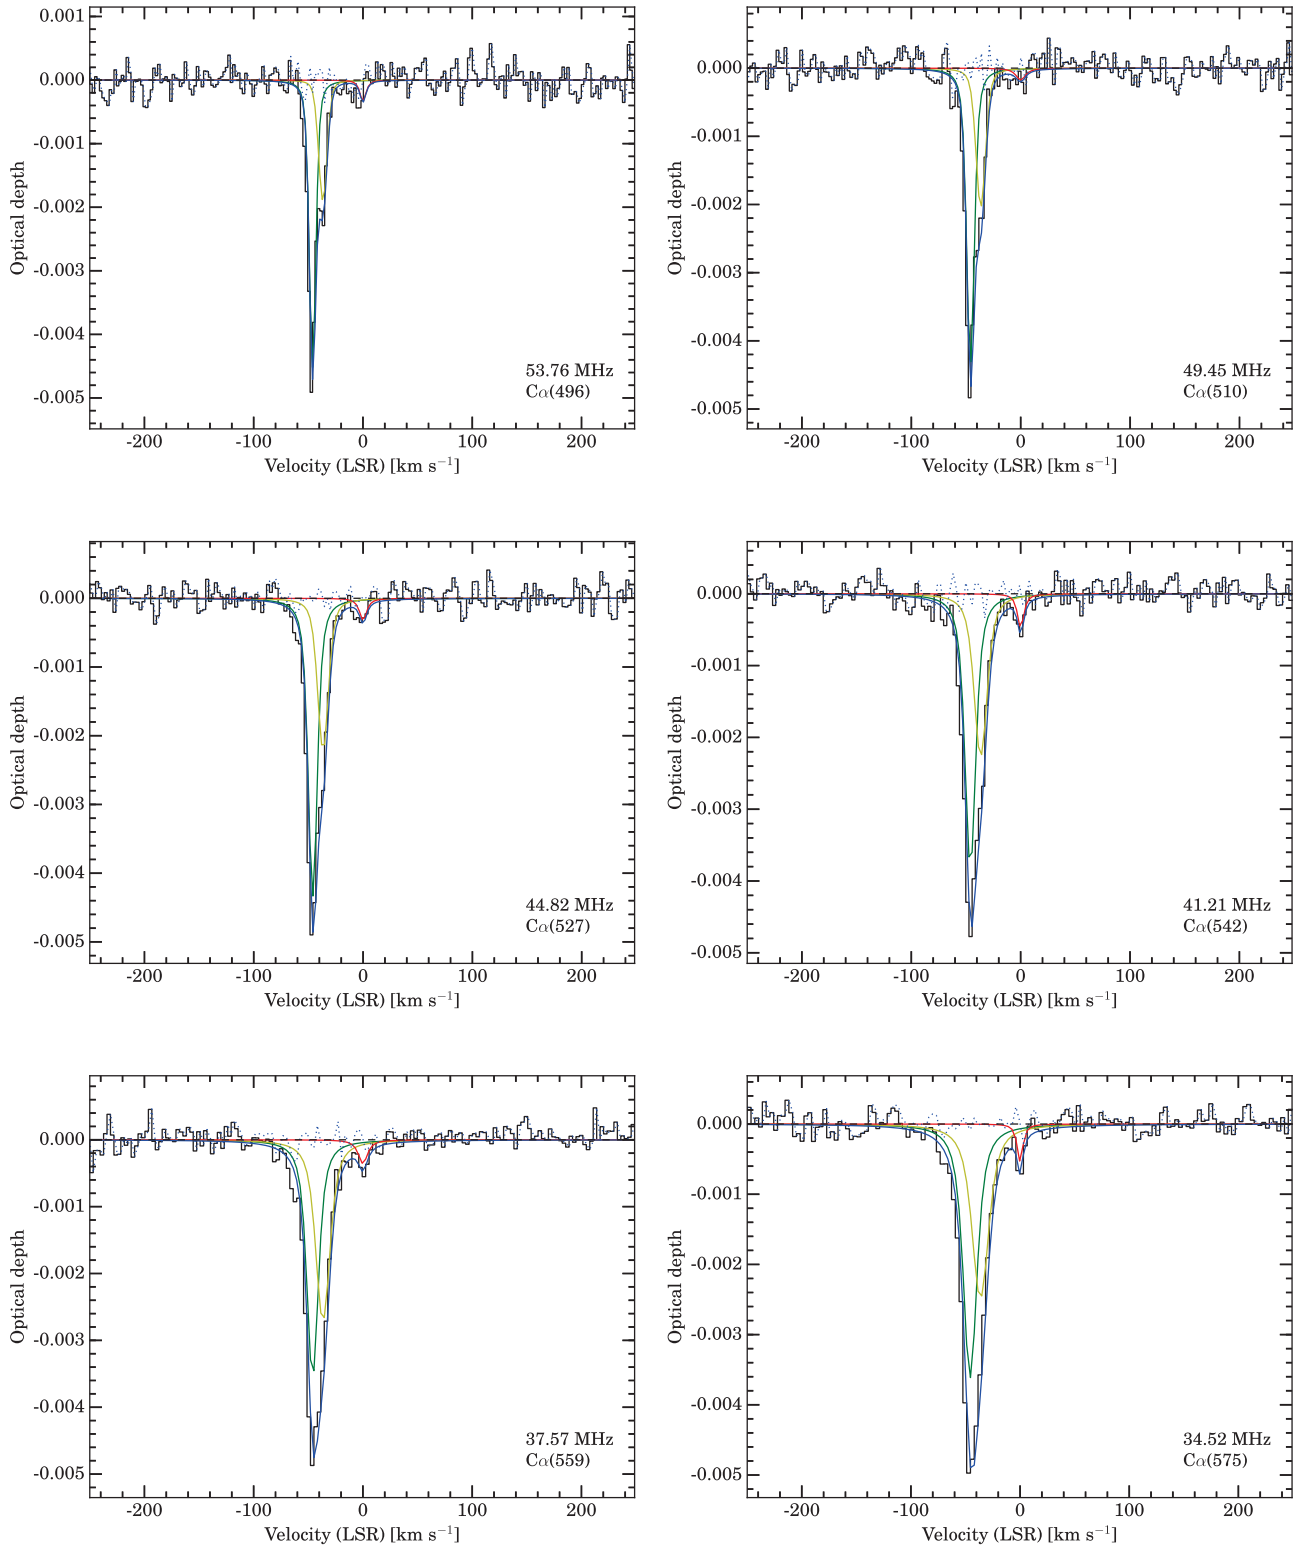 0.001
0.000
-0.001
-0.002
-0.003
-0.004
-0.005
Optical depth
-200 -100 0 100 200
Velocity (LSR) [km s⁻¹]
53.76 MHz
Cα(496)
0.000
-0.001
-0.002
-0.003
-0.004
-0.005
Optical depth
-200 -100 0 100 200
Velocity (LSR) [km s⁻¹]
49.45 MHz
Cα(510)
0.000
-0.001
-0.002
-0.003
-0.004
-0.005
Optical depth
-200 -100 0 100 200
Velocity (LSR) [km s⁻¹]
44.82 MHz
Cα(527)
0.000
-0.001
-0.002
-0.003
-0.004
-0.005
Optical depth
-200 -100 0 100 200
Velocity (LSR) [km s⁻¹]
41.21 MHz
Cα(542)
0.000
-0.001
-0.002
-0.003
-0.004
-0.005
Optical depth
-200 -100 0 100 200
Velocity (LSR) [km s⁻¹]
37.57 MHz
Cα(559)
0.000
-0.001
-0.002
-0.003
-0.004
-0.005
Optical depth
-200 -100 0 100 200
Velocity (LSR) [km s⁻¹]
34.52 MHz
Cα(575)